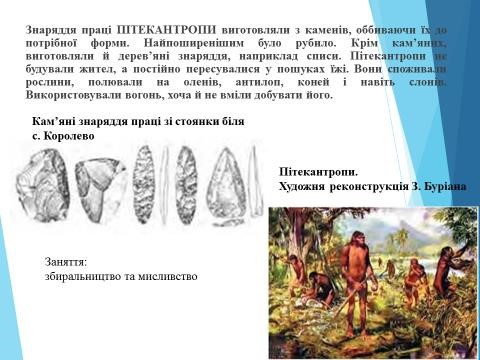 Знаряддя праці ПІТЕКАНТРОПИ виготовляли з каменів, оббиваючи їх до
потрібної форми. Найпоширенішим було рубило. Крім кам’яних,
виготовляли й дерев’яні знаряддя, наприклад списи. Пітекантропи не
будували жител, а постійно пересувалися у пошуках їжі. Вони споживали
рослини, полювали на оленів, антилоп, коней і навіть слонів.
Використовували вогонь, хоча й не вміли добувати його.
Кам’яні знаряддя праці зі стоянки біля
с. Королево
Пітекантропи.
Художня реконструкція З. Буріана
Заняття:
збиральництво та мисливство